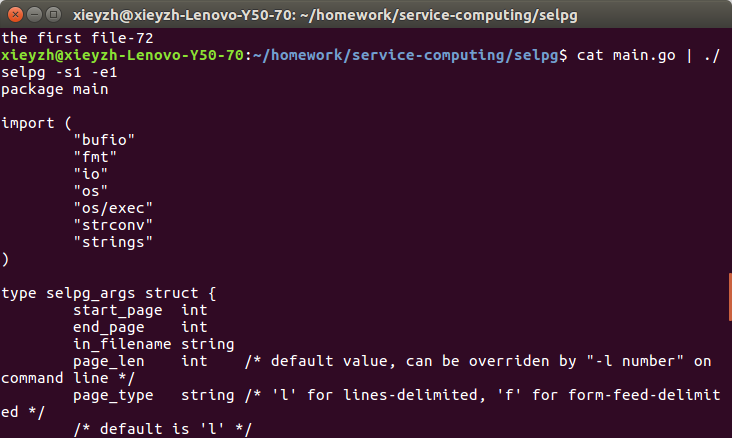 xieyzh@xieyzh-Lenovo-Y50-70: ~/homework/service-computing/selpg
the first file-72
xieyzh@xieyzh-Lenovo-Y50-70:~/homework/service-computing/selpg$ cat main.go | ./
selpg -s1 -e1
package main

import (
        "bufio"
        "fmt"
        "io"
        "os"
        "os/exec"
        "strconv"
        "strings"
)

type selpg_args struct {
        start_page  int
        end_page    int
        in_filename string
        page_len    int    /* default value, can be overriden by "-l number" on
command line */
        page_type   string /* 'l' for lines-delimited, 'f' for form-feed-delimit
ed */
        /* default is 'l' */